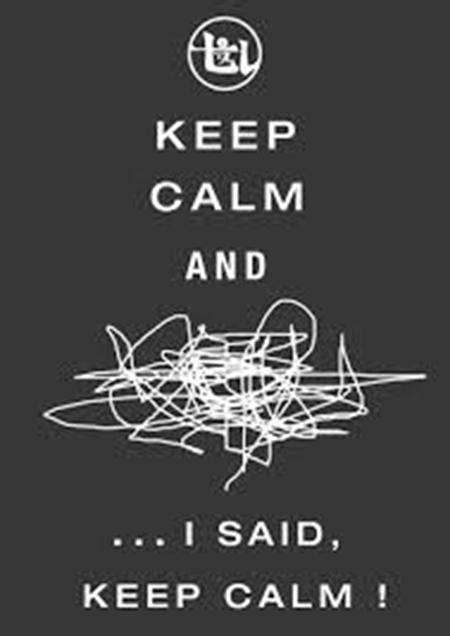 KEEP
CALM
AND
...I SAID,
KEEP CALM !